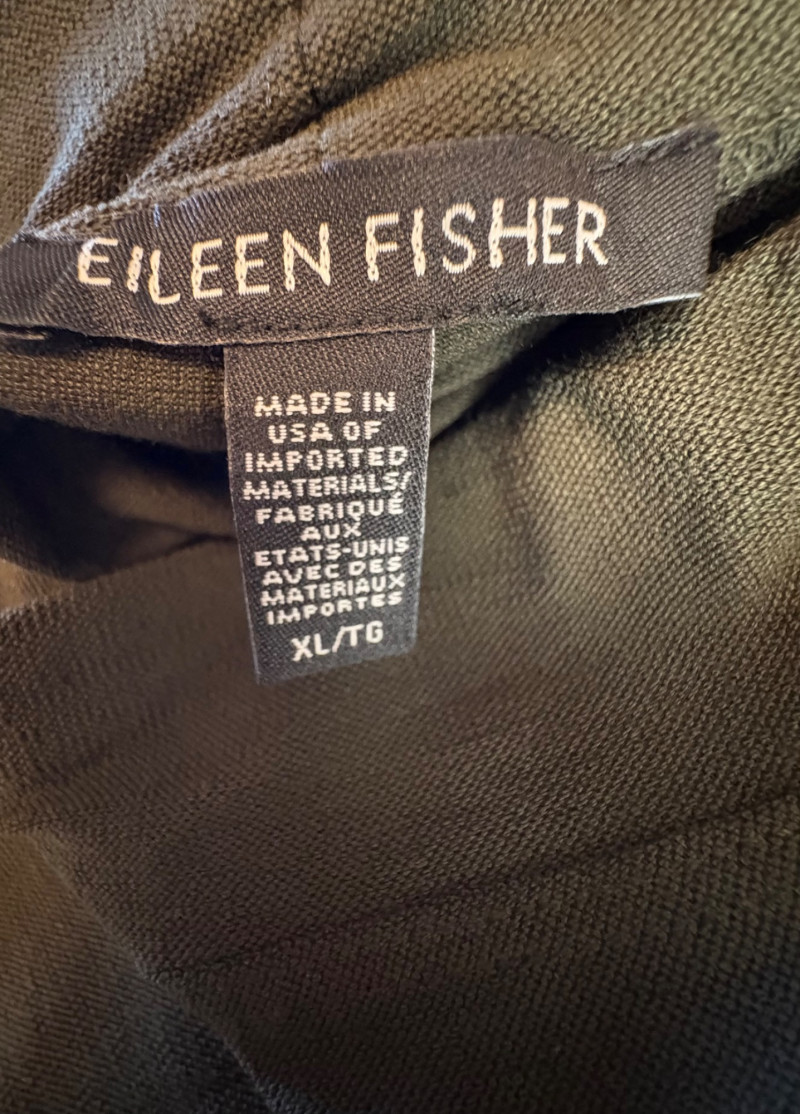 EILEEN FISHER
MADE IN
USA OF
IMPORTED
MATERIALS/
FABRIQUÉ
AUX
ETATS-UNIS
AVEC DES
MATERIAUX
IMPORTES
XL/TG